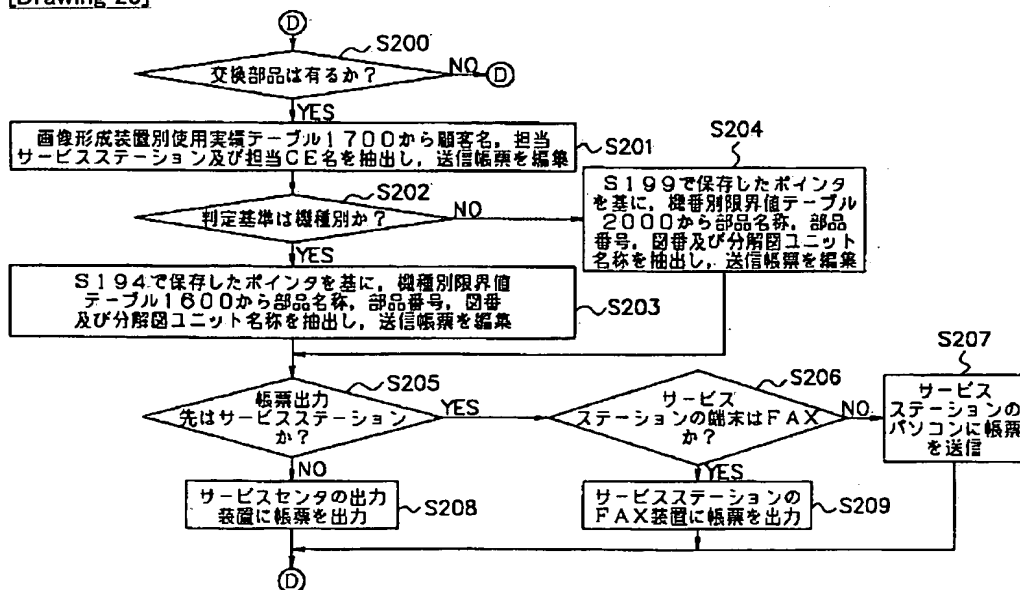 [Drawing 20]
D
S200
交換部品は有るか？
NO
D
YES
画像形成装置別使用実績テーブル1700から顧客名，担当
サービスステーション及び担当CE名を抽出し，送信帳票を編集
S201
S202
判定基準は機種別か？
NO
YES
S204
S199で保存したポインタ
を基に，機番別限界値テーブル
2000から部品名称，部品
番号，図番及び分解図ユニット
名称を抽出し，送信帳票を編集
S194で保存したポインタを基に，機種別限界値
テーブル1600から部品名称，部品番号，図番
及び分解図ユニット名称を抽出し，送信帳票を編集
S203
S205
帳票出力
先はサービスステーション
か？
YES
NO
S206
サービス
ステーションの端末はFAX
か？
NO
YES
S207
サービス
ステーションの
パソコンに帳票
を送信
サービスセンタの出力
装置に帳票を出力
S208
サービスステーションの
FAX装置に帳票を出力
S209
D